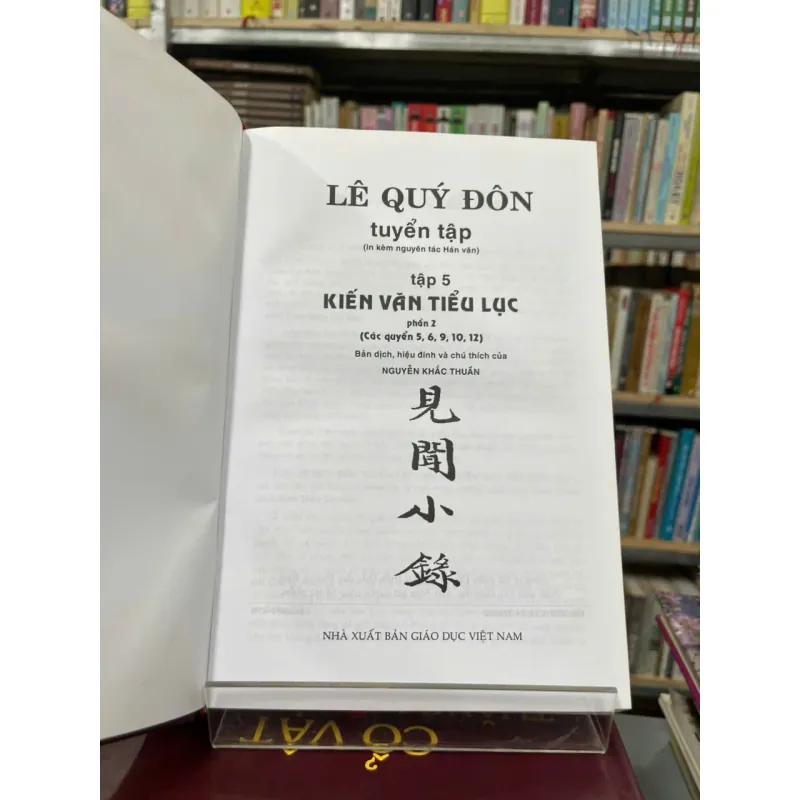 LÊ QUÝ ĐÔN
tuyển tập
(in kèm nguyên tác Hán văn)
tập 5
KIẾN VĂN TIỂU LỤC
phần 2
(Các quyển 5, 6, 9, 10, 12)
Bản dịch, hiệu đính và chú thích của
NGUYỄN KHẮC THUẦN
見
聞
小
錄
NHÀ XUẤT BẢN GIÁO DỤC VIỆT NAM
CỔ VẬT